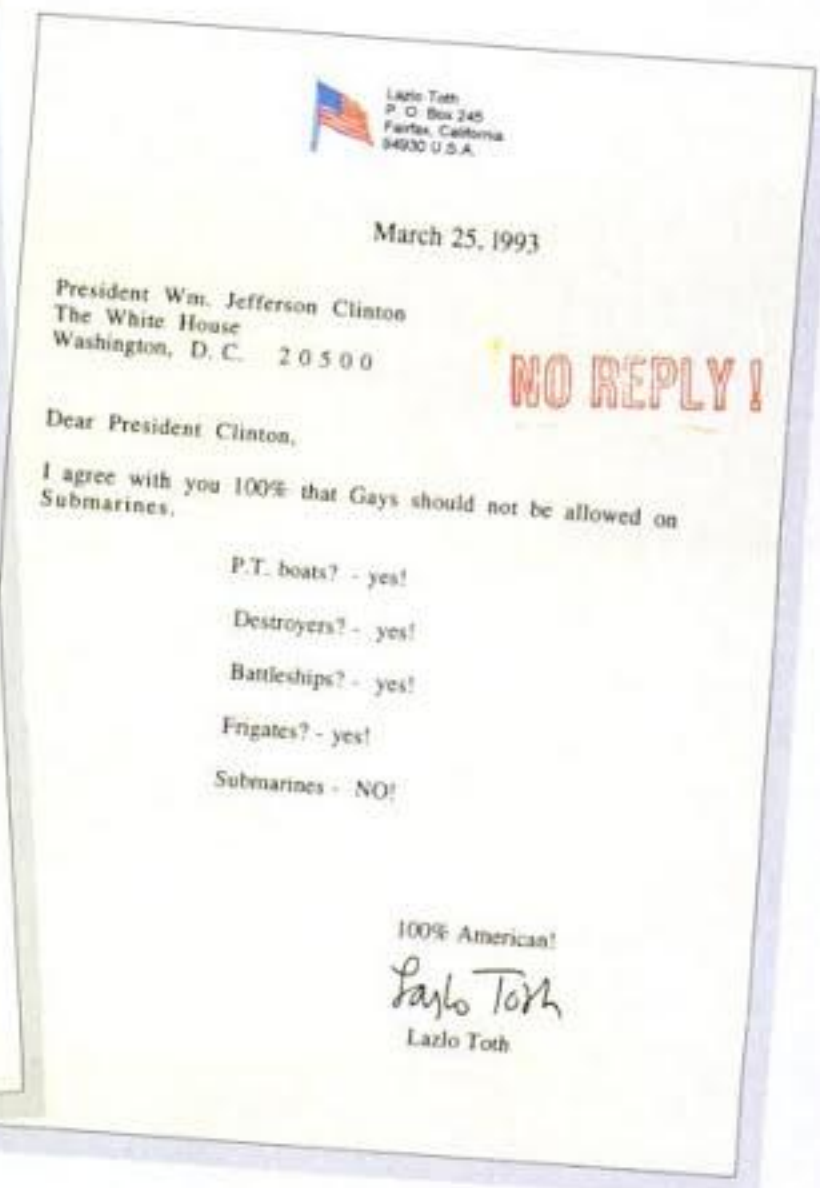 Lazlo Toth
P. O. Box 245
Fairfax, California
94930 U.S.A.
March 25, 1993
President Wm. Jefferson Clinton
The White House
Washington, D. C. 20500
NO REPLY!
Dear President Clinton,
I agree with you 100% that Gays should not be allowed on
Submarines.
P.T. boats? - yes!
Destroyers? - yes!
Battleships? - yes!
Frigates? - yes!
Submarines - NO!
100% American!
Lazlo Toth
Lazlo Toth